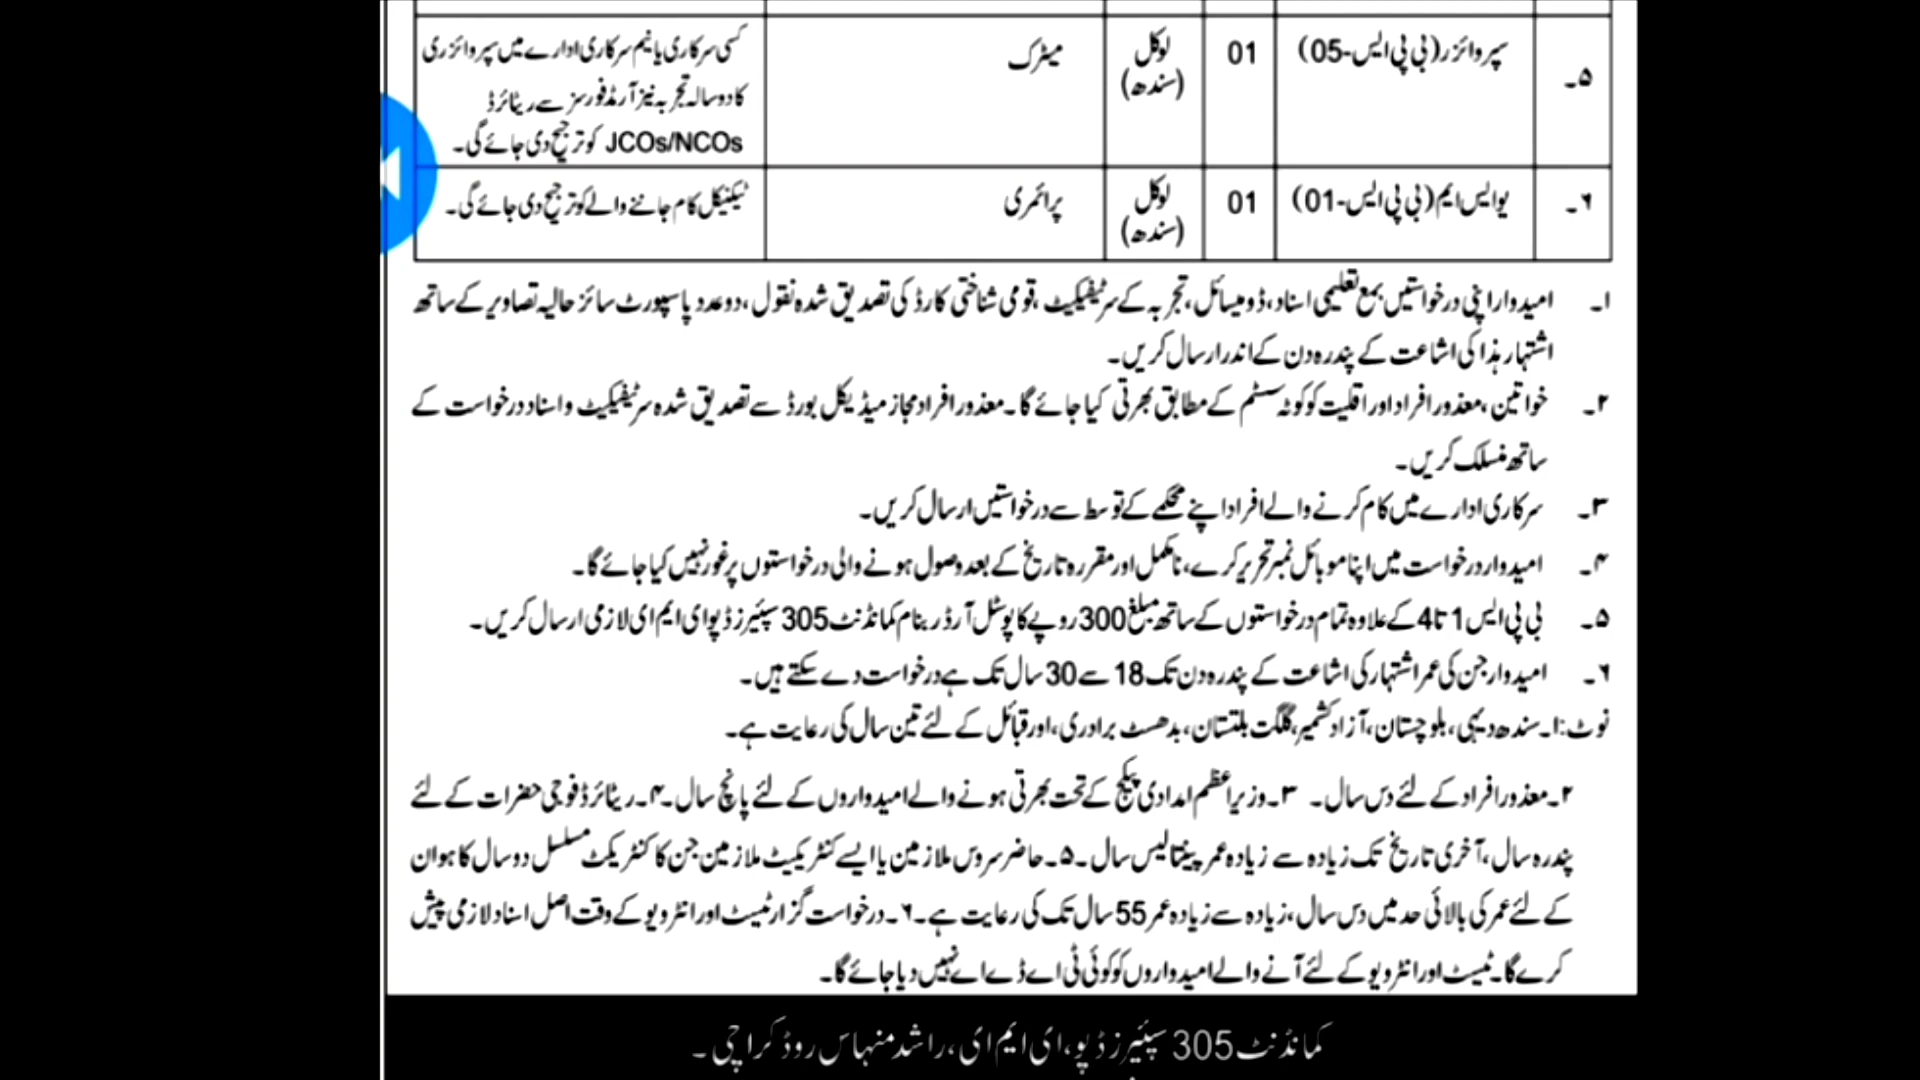 ۵۔ سپروائزر(بی پی ایس-05) 01 لوکل (سندھ) میٹرک کسی سرکاری یا نیم سرکاری ادارے میں سپروائزری
کا دو سالہ تجربہ نیز آرمڈ فورسز سے ریٹائرڈ
JCOs/NCOs کو ترجیح دی جائے گی۔
۶۔ یو ایس ایم(بی پی ایس-01) 01 لوکل (سندھ) پرائمری ٹیکنیکل کام جاننے والے کو ترجیح دی جائے گی۔
۱۔ امیدوار اپنی درخواستیں بمع تعلیمی اسناد، ڈومیسائل، تجربہ کے سرٹیفکیٹ، قومی شناختی کارڈ کی تصدیق شدہ نقول، دو عدد پاسپورٹ سائز حالیہ تصاویر کے ساتھ
اشتہار ہذا کی اشاعت کے پندرہ دن کے اندر ارسال کریں۔
۲۔ خواتین، معذور افراد اور اقلیت کو کوٹہ سسٹم کے مطابق بھرتی کیا جائے گا۔ معذور افراد مجاز میڈیکل بورڈ سے تصدیق شدہ سرٹیفکیٹ و اسناد درخواست کے
ساتھ منسلک کریں۔
۳۔ سرکاری ادارے میں کام کرنے والے افراد اپنے محکمے کے توسط سے درخواستیں ارسال کریں۔
۴۔ امیدوار درخواست میں اپنا موبائل نمبر تحریر کرے، نامکمل اور مقررہ تاریخ کے بعد وصول ہونے والی درخواستوں پر غور نہیں کیا جائے گا۔
۵۔ بی پی ایس 1 تا 4 کے علاوہ تمام درخواستوں کے ساتھ مبلغ 300 روپے کا پوسٹل آرڈر بنام کمانڈنٹ 305 سپئیرز ڈپو ای ایم ای لازمی ارسال کریں۔
۶۔ امیدوار جن کی عمر اشتہار کی اشاعت کے پندرہ دن تک 18 سے 30 سال تک ہے درخواست دے سکتے ہیں۔
نوٹ:۱۔ سندھ دیہی، بلوچستان، آزاد کشمیر، گلگت بلتستان، بدھسٹ برادری، اور قبائل کے لئے تین سال کی رعایت ہے۔
۲۔ معذور افراد کے لئے دس سال۔ ۳۔ وزیراعظم امدادی پیکیج کے تحت بھرتی ہونے والے امیدواروں کے لئے پانچ سال۔ ۴۔ ریٹائرڈ فوجی حضرات کے لئے
پندرہ سال، آخری تاریخ تک زیادہ سے زیادہ عمر پینتالیس سال۔ ۵۔ حاضر سروس ملازمین یا ایسے کنٹریکٹ ملازمین جن کا کنٹریکٹ مسلسل دو سال کا ہو ان
کے لئے عمر کی بالائی حد میں دس سال، زیادہ سے زیادہ عمر 55 سال تک کی رعایت ہے۔ ۶۔ درخواست گزار ٹیسٹ اور انٹرویو کے وقت اصل اسناد لازمی پیش
کرے گا۔ ٹیسٹ اور انٹرویو کے لئے آنے والے امیدواروں کو کوئی ٹی اے ڈے اے نہیں دیا جائے گا۔
کمانڈنٹ 305 سپئیرز ڈپو، ای ایم ای، راشد منہاس روڈ کراچی۔